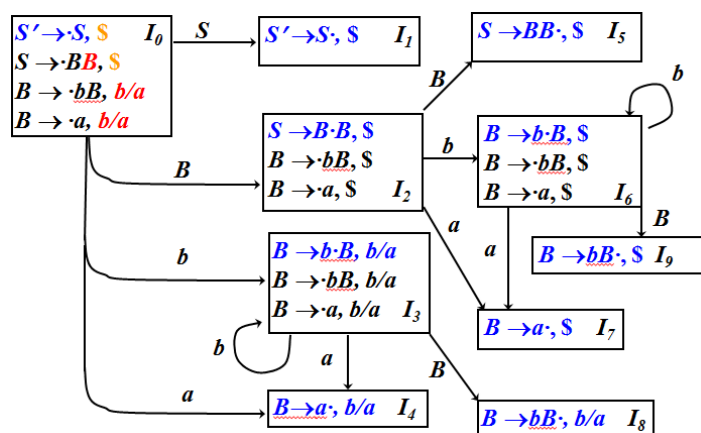 S′→·S, $ I0
S→·BB, $
B → ·bB, b/a
B → ·a, b/a
S
S′→S·, $ I1
B
S→BB·, $ I5
B
S→B·B, $
B → ·bB, $
B → ·a, $ I2
b
b
B→b·B, $
B → ·bB, $
B → ·a, $ I6
a
a
B
B →bB·, $ I9
b
B→b·B, b/a
B → ·bB, b/a
B → ·a, b/a I3
b
a
B
B→a·, $ I7
a
B→a·, b/a I4
B →bB·, b/a I8